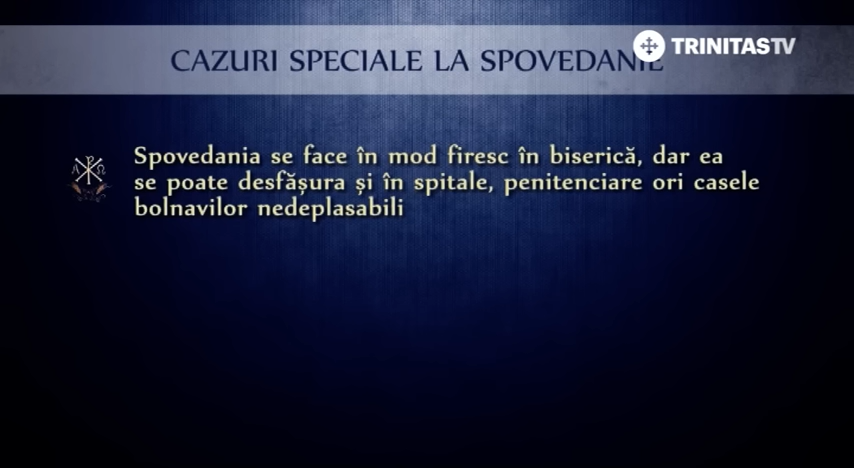 TRINITASTV
CAZURI SPECIALE LA SPOVEDANIE
Spovedania se face în mod firesc în biserică, dar ea
se poate desfășura și în spitale, penitenciare ori casele
bolnavilor nedeplasabili